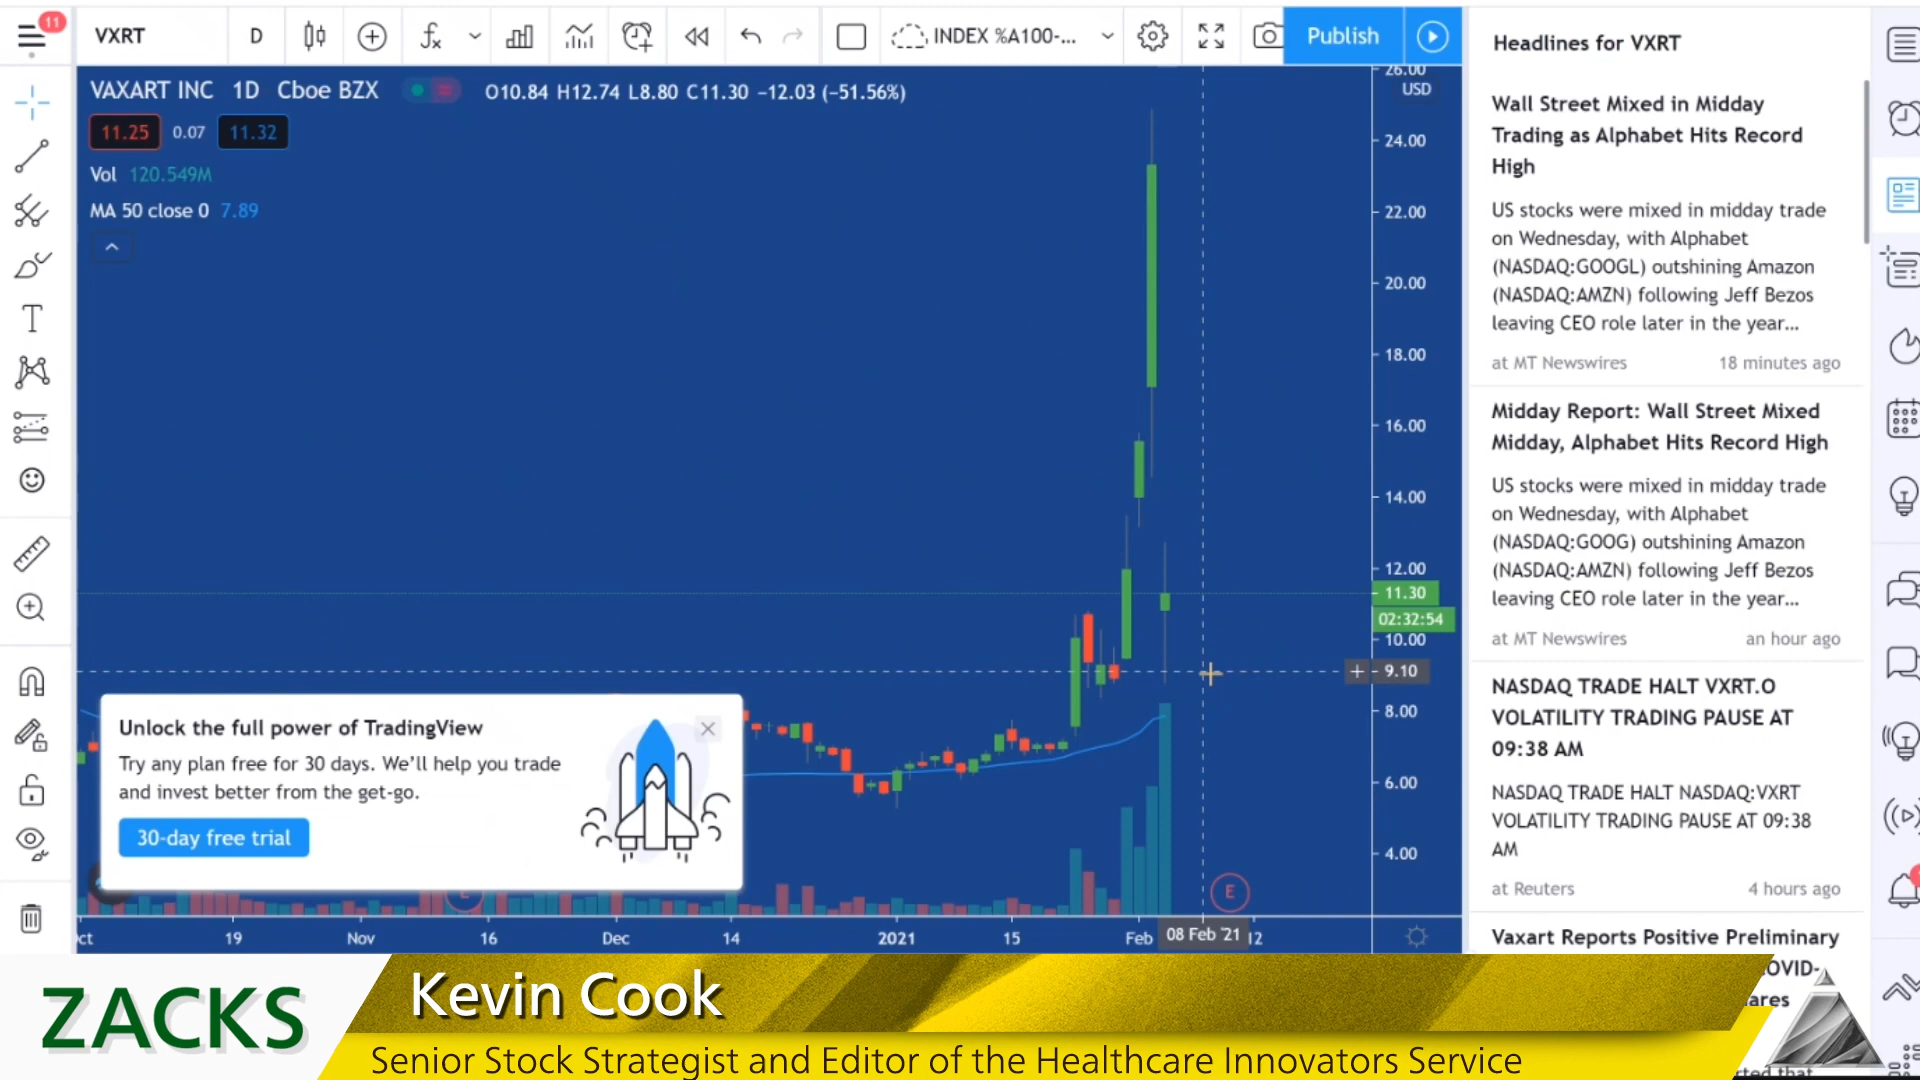 11
VXRT
D
fx
INDEX %A100-...
Publish
VAXART INC 1D Cboe BZX
O10.84 H12.74 L8.80 C11.30 −12.03 (−51.56%)
11.25
0.07
11.32
Vol 120.549M
MA 50 close 0 7.89
26.00
USD
24.00
22.00
20.00
18.00
16.00
14.00
12.00
11.30
02:32:54
10.00
9.10
8.00
6.00
4.00
Unlock the full power of TradingView
Try any plan free for 30 days. We'll help you trade
and invest better from the get-go.
30-day free trial
E
E
ct
19
Nov
16
Dec
14
2021
15
Feb
08 Feb '21
12
Headlines for VXRT
Wall Street Mixed in Midday
Trading as Alphabet Hits Record
High
US stocks were mixed in midday trade
on Wednesday, with Alphabet
(NASDAQ:GOOGL) outshining Amazon
(NASDAQ:AMZN) following Jeff Bezos
leaving CEO role later in the year...
at MT Newswires 18 minutes ago
Midday Report: Wall Street Mixed
Midday, Alphabet Hits Record High
US stocks were mixed in midday trade
on Wednesday, with Alphabet
(NASDAQ:GOOG) outshining Amazon
(NASDAQ:AMZN) following Jeff Bezos
leaving CEO role later in the year...
at MT Newswires an hour ago
NASDAQ TRADE HALT VXRT.O
VOLATILITY TRADING PAUSE AT
09:38 AM
NASDAQ TRADE HALT NASDAQ:VXRT
VOLATILITY TRADING PAUSE AT 09:38
AM
at Reuters 4 hours ago
Vaxart Reports Positive Preliminary
OVID-
ares
rted that
ZACKS
Kevin Cook
Senior Stock Strategist and Editor of the Healthcare Innovators Service